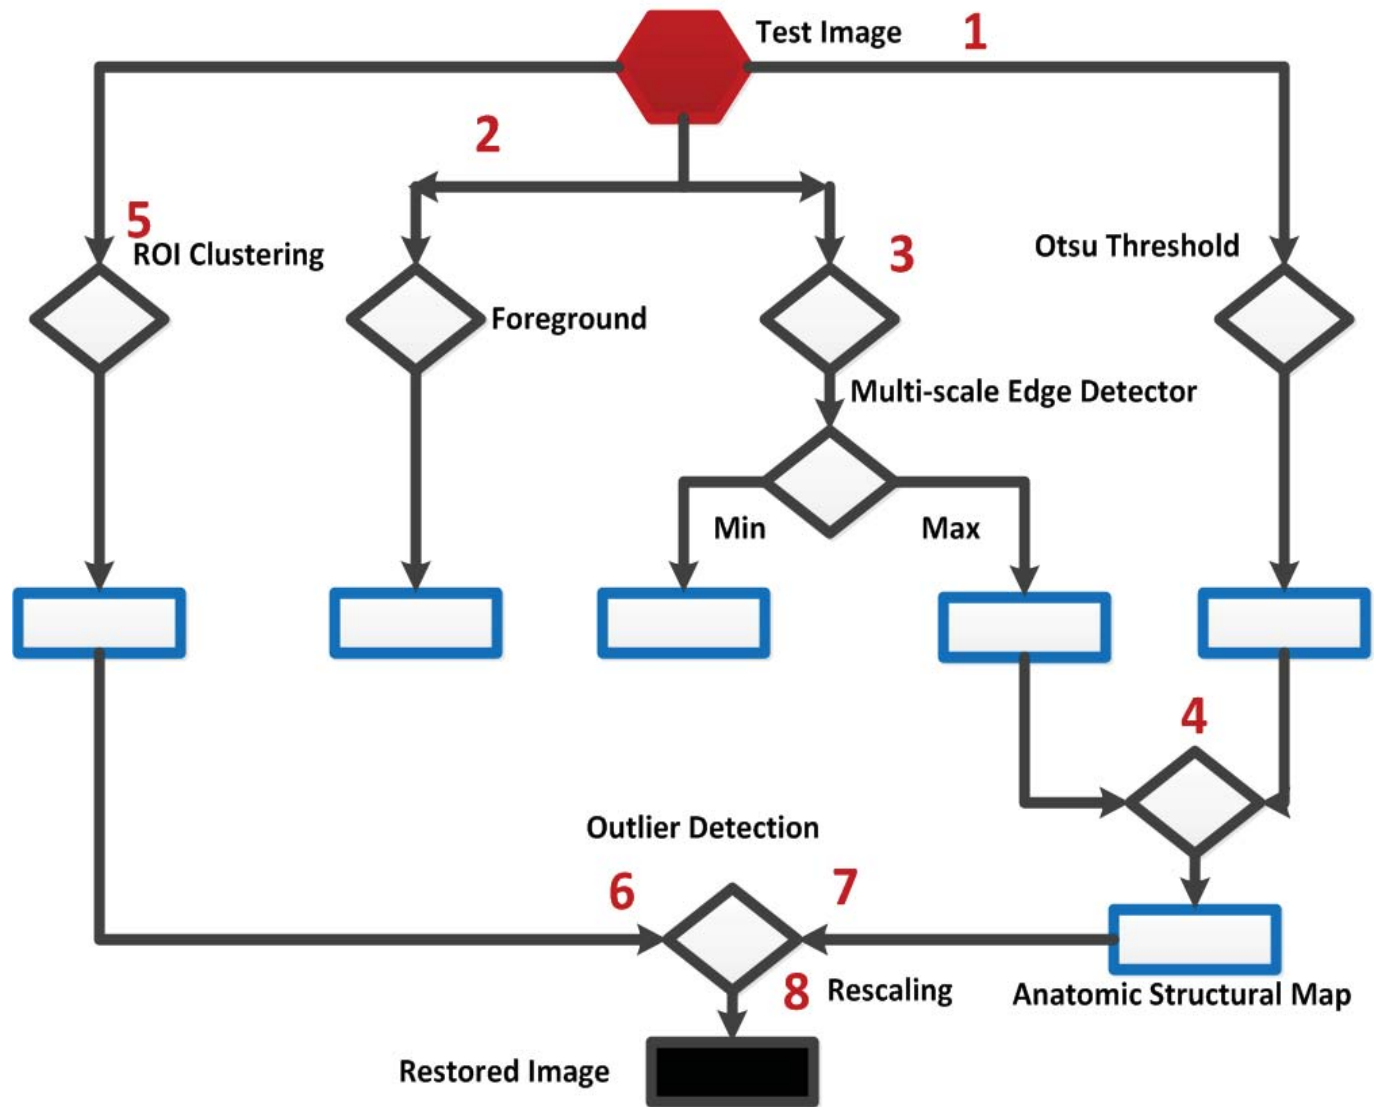 Test Image
1
2
5
ROI Clustering
3
Otsu Threshold
Foreground
Multi-scale Edge Detector
Min
Max
4
Outlier Detection
6
7
8
Rescaling
Anatomic Structural Map
Restored Image